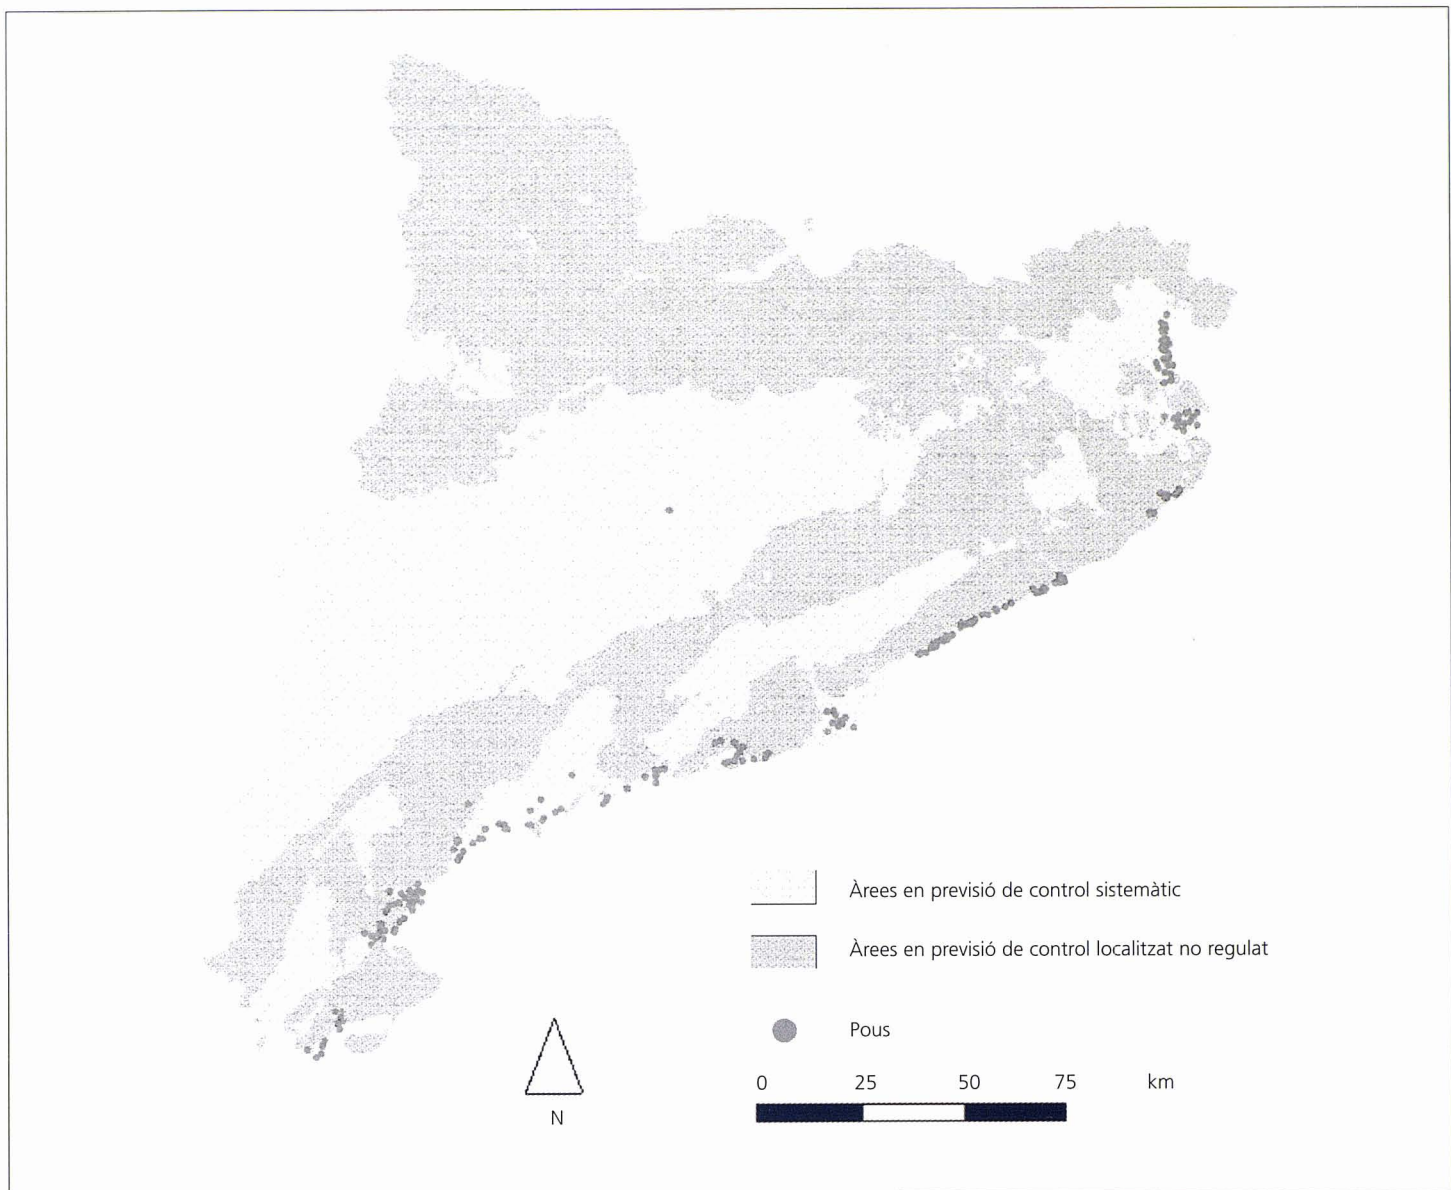 Àrees en previsió de control sistemàtic
Àrees en previsió de control localitzat no regulat
Pous
0 25 50 75 km
N